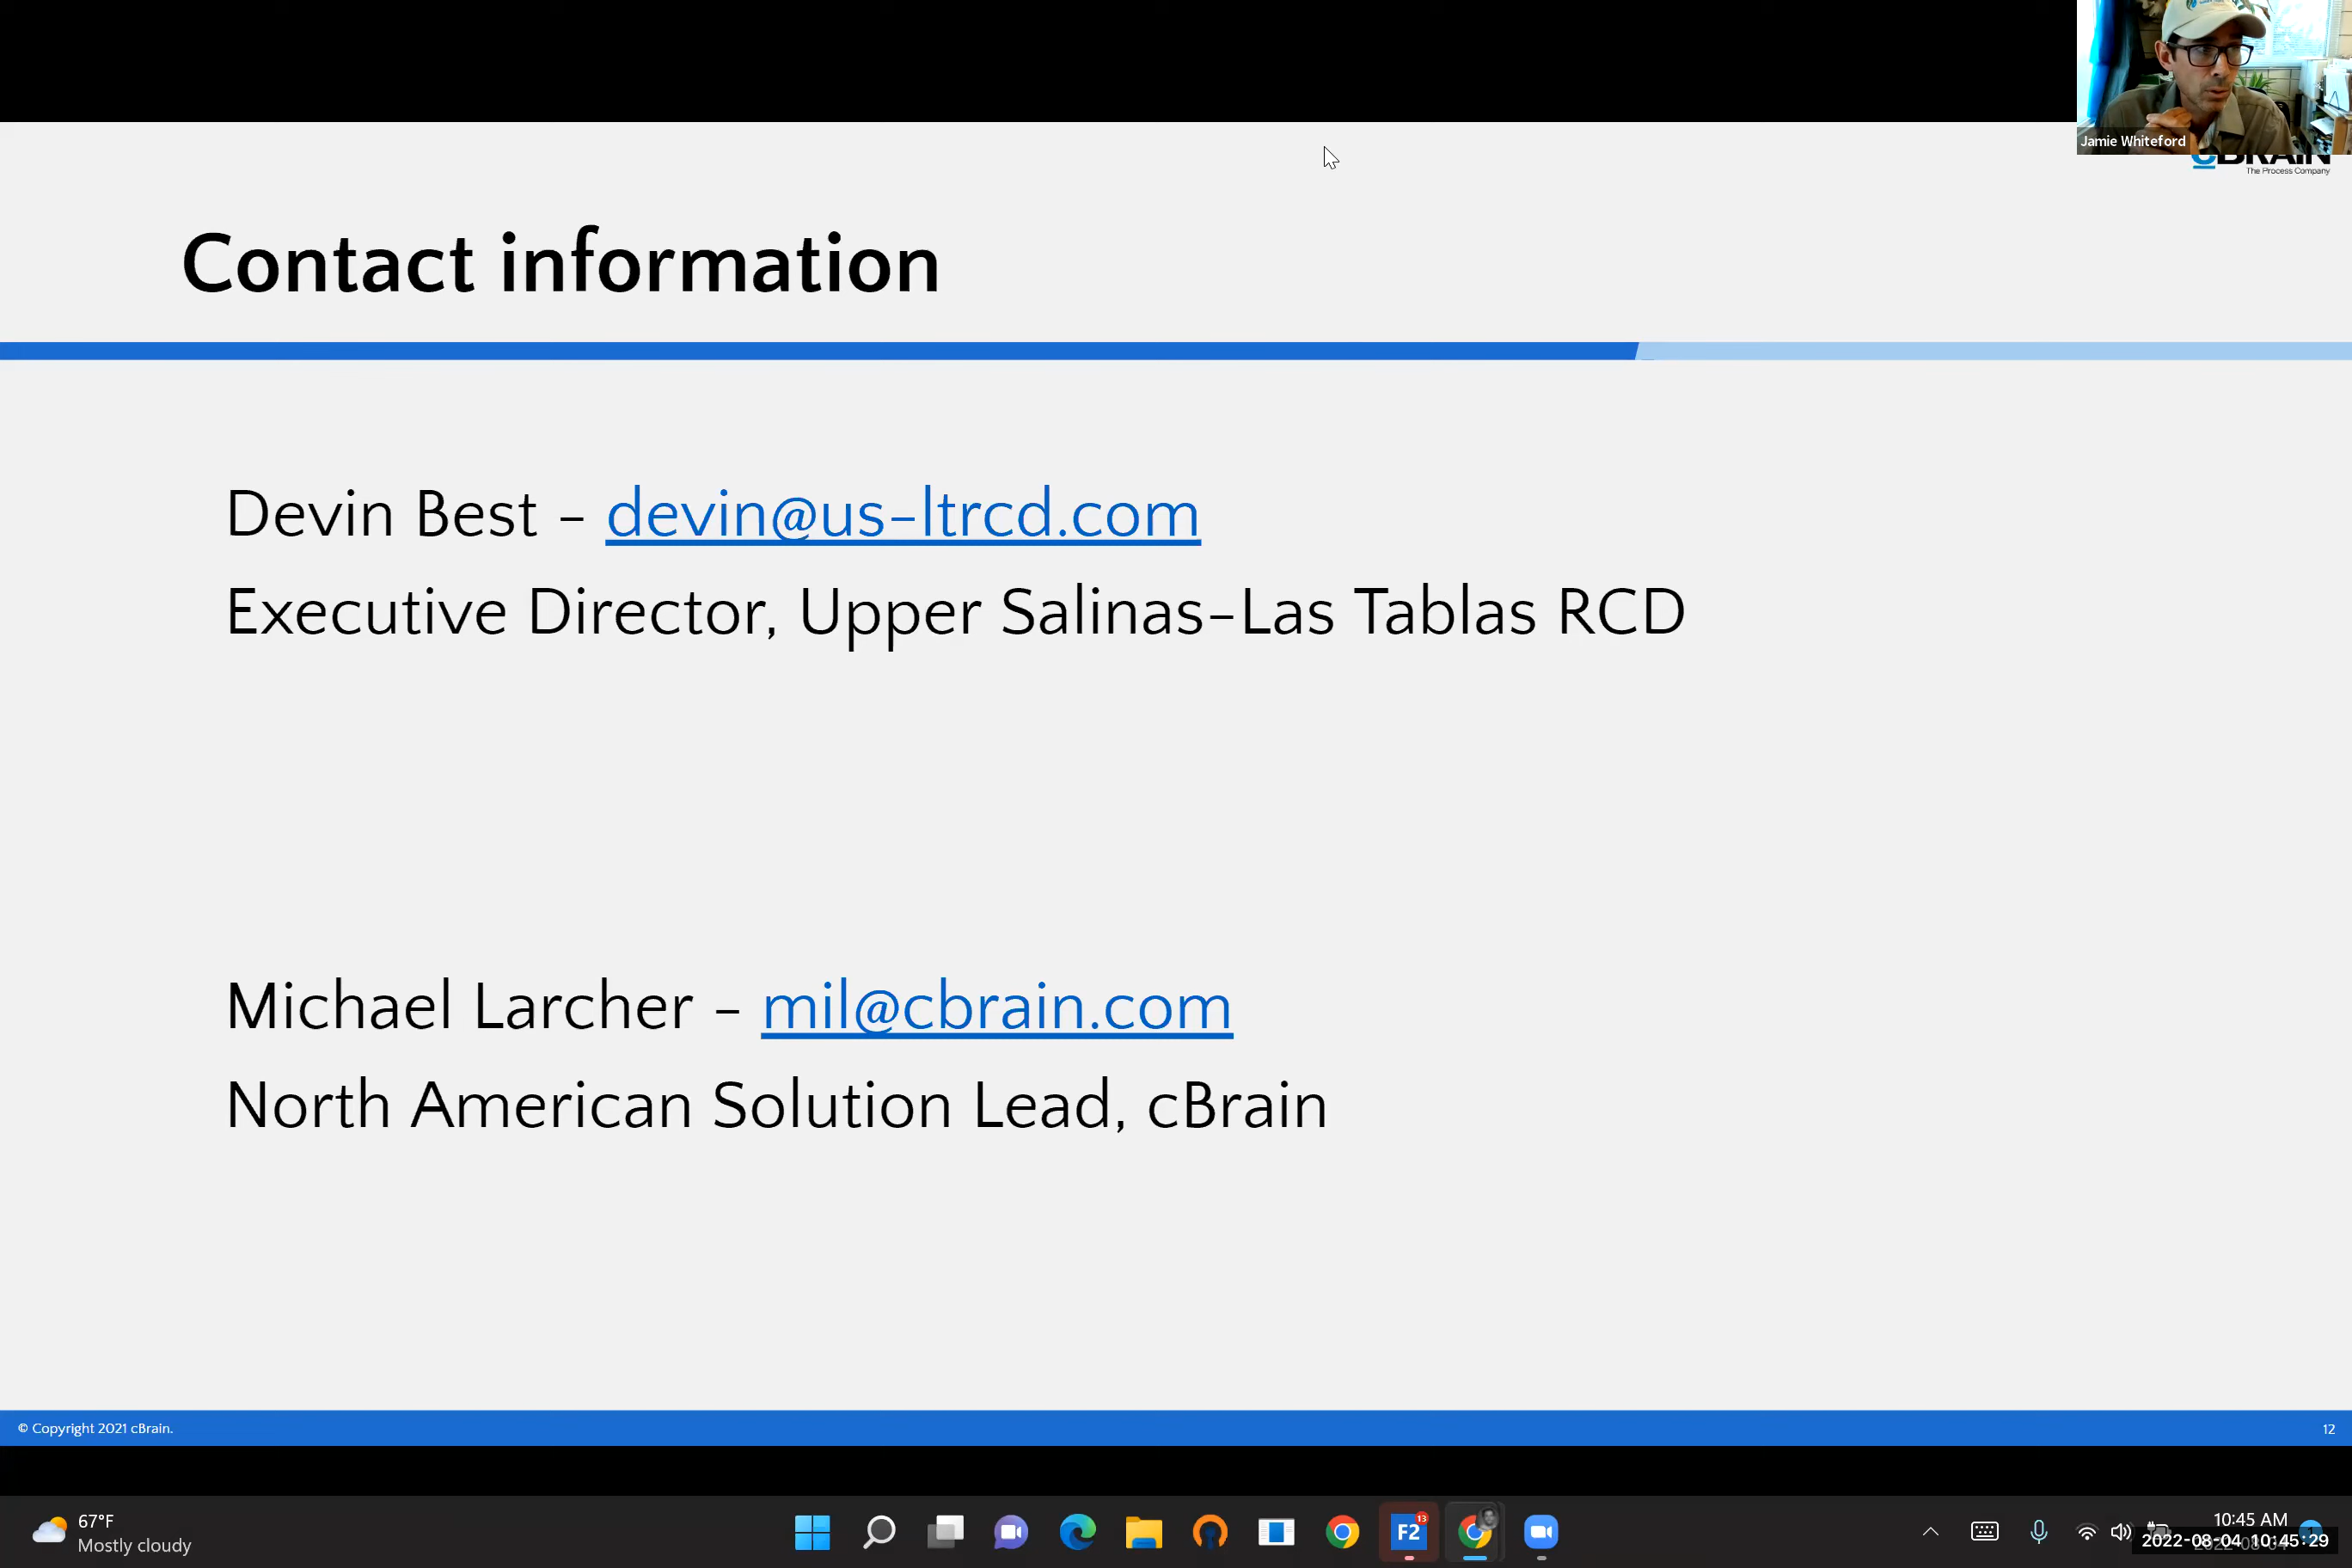 Jamie Whiteford
cBRAIN
The Process Company
Contact information
Devin Best – devin@us-ltrcd.com
Executive Director, Upper Salinas-Las Tablas RCD
Michael Larcher – mil@cbrain.com
North American Solution Lead, cBrain
© Copyright 2021 cBrain.
12
67°F
Mostly cloudy
F2
13
10:45 AM
2022-08-04 10:45:29